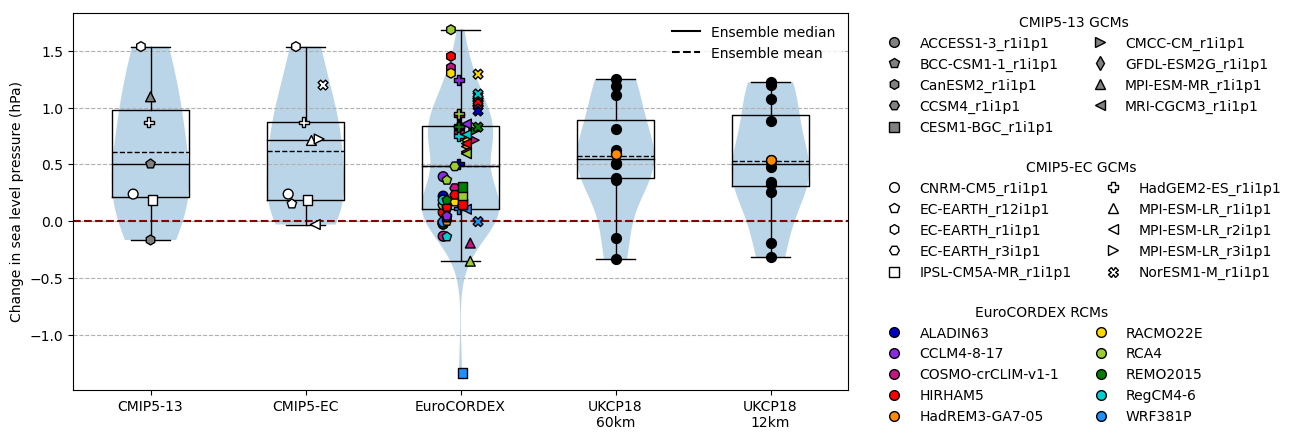 Change in sea level pressure (hPa)
1.5
1.0
0.5
0.0
−0.5
−1.0
Ensemble median
Ensemble mean
CMIP5-13
CMIP5-EC
EuroCORDEX
UKCP18
60km
UKCP18
12km
CMIP5-13 GCMs
ACCESS1-3_r1i1p1
BCC-CSM1-1_r1i1p1
CanESM2_r1i1p1
CCSM4_r1i1p1
CESM1-BGC_r1i1p1
CMCC-CM_r1i1p1
GFDL-ESM2G_r1i1p1
MPI-ESM-MR_r1i1p1
MRI-CGCM3_r1i1p1
CMIP5-EC GCMs
CNRM-CM5_r1i1p1
EC-EARTH_r12i1p1
EC-EARTH_r1i1p1
EC-EARTH_r3i1p1
IPSL-CM5A-MR_r1i1p1
HadGEM2-ES_r1i1p1
MPI-ESM-LR_r1i1p1
MPI-ESM-LR_r2i1p1
MPI-ESM-LR_r3i1p1
NorESM1-M_r1i1p1
EuroCORDEX RCMs
ALADIN63
CCLM4-8-17
COSMO-crCLIM-v1-1
HIRHAM5
HadREM3-GA7-05
RACMO22E
RCA4
REMO2015
RegCM4-6
WRF381P